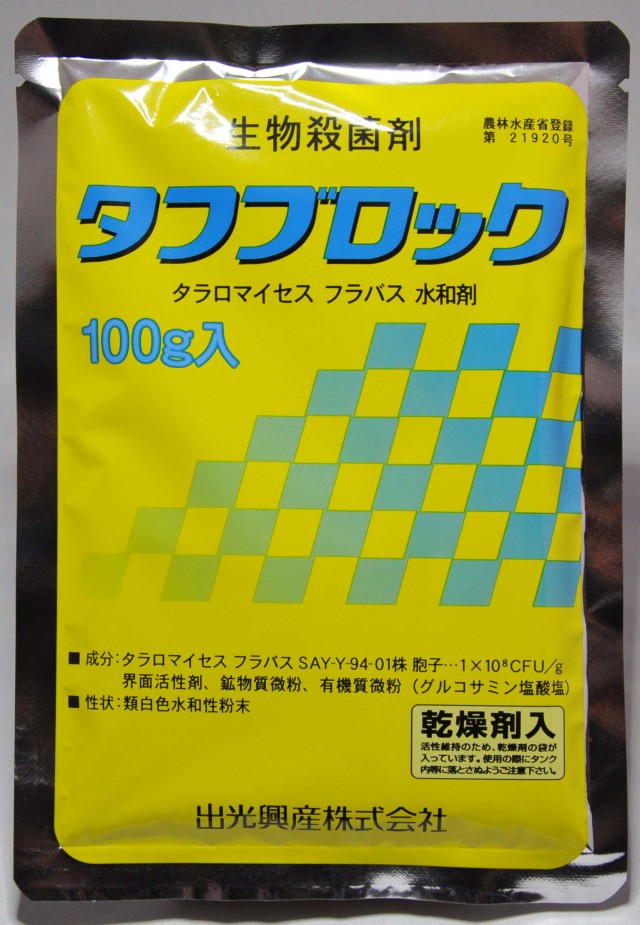 生物殺菌剤
農林水産省登録
第 21920号
タフブロック
タラロマイセス フラバス 水和剤
100g入
■ 成分:タラロマイセス フラバス SAY-Y-94-01株 胞子…1×10⁸CFU/g
界面活性剤、鉱物質微粉、有機質微粉(グルコサミン塩酸塩)
■ 性状:類白色水和性粉末
乾燥剤入
活性維持のため、乾燥剤の袋が
入っています。使用の際にタンク
内等に落とさぬようご注意下さい。
出光興産株式会社